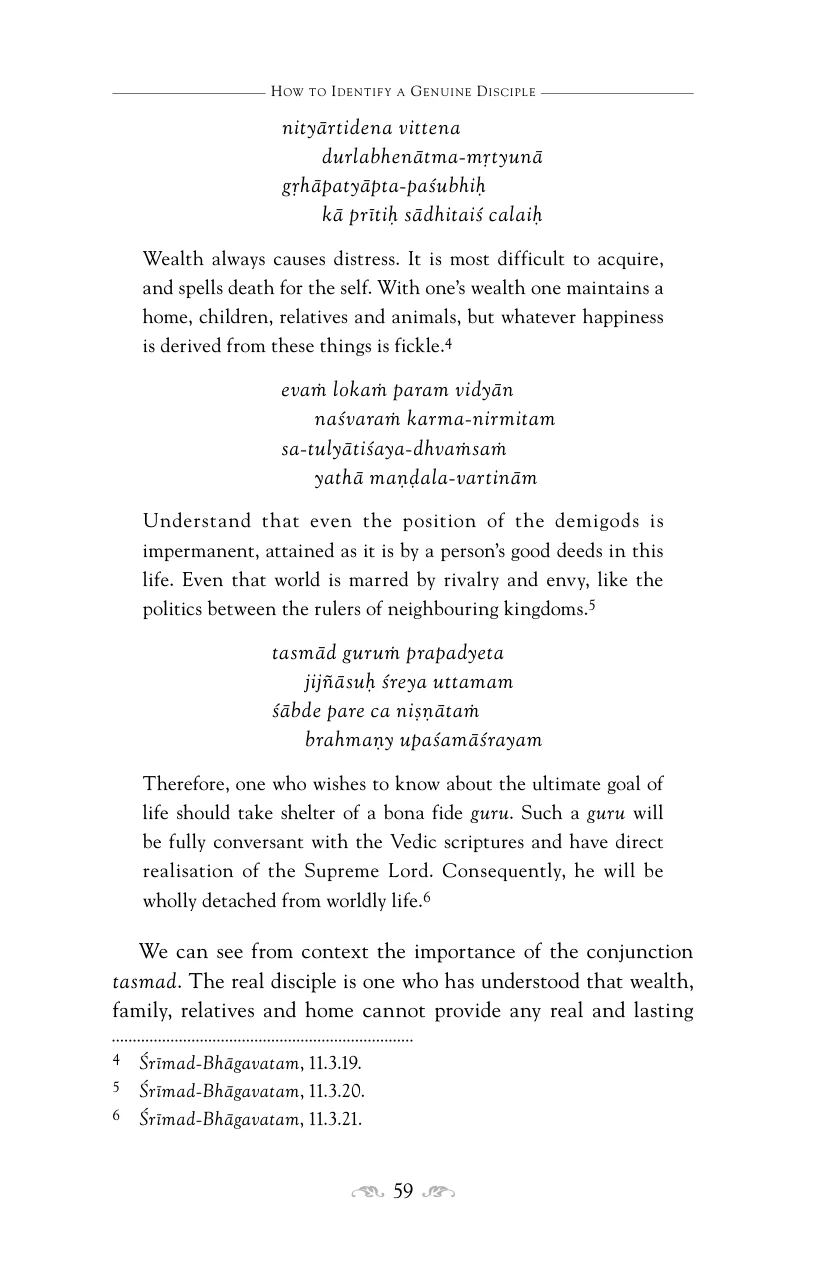 How to Identify a Genuine Disciple
nityārtidena vittena
durlabhenātma-mṛtyunā
gṛhāpatyāpta-paśubhiḥ
kā prītiḥ sādhitaiś calaiḥ
Wealth always causes distress. It is most difficult to acquire,
and spells death for the self. With one’s wealth one maintains a
home, children, relatives and animals, but whatever happiness
is derived from these things is fickle.4
evaṁ lokaṁ param vidyān
naśvaraṁ karma-nirmitam
sa-tulyātiśaya-dhvaṁsaṁ
yathā maṇḍala-vartinām
Understand that even the position of the demigods is
impermanent, attained as it is by a person’s good deeds in this
life. Even that world is marred by rivalry and envy, like the
politics between the rulers of neighbouring kingdoms.5
tasmād guruṁ prapadyeta
jijñāsuḥ śreya uttamam
śābde pare ca niṣṇātaṁ
brahmaṇy upaśamāśrayam
Therefore, one who wishes to know about the ultimate goal of
life should take shelter of a bona fide guru. Such a guru will
be fully conversant with the Vedic scriptures and have direct
realisation of the Supreme Lord. Consequently, he will be
wholly detached from worldly life.6
We can see from context the importance of the conjunction
tasmad. The real disciple is one who has understood that wealth,
family, relatives and home cannot provide any real and lasting
4 Śrīmad-Bhāgavatam, 11.3.19.
5 Śrīmad-Bhāgavatam, 11.3.20.
6 Śrīmad-Bhāgavatam, 11.3.21.
59